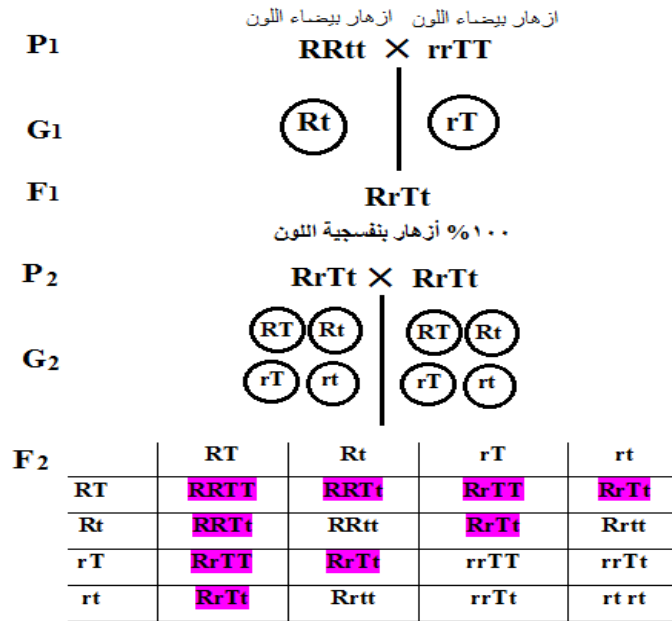 ازهار بيضاء اللون ازهار بيضاء اللون
P1 RRtt × rrTT
G1 Rt rT
F1 RrTt
١٠٠% أزهار بنفسجية اللون
P2 RrTt × RrTt
RT Rt RT Rt
G2
rT rt rT rt
F2 RT Rt rT rt
RT RRTT RRTt RrTT RrTt
Rt RRTt RRtt RrTt Rrtt
rT RrTT RrTt rrTT rrTt
rt RrTt Rrtt rrTt rt rt